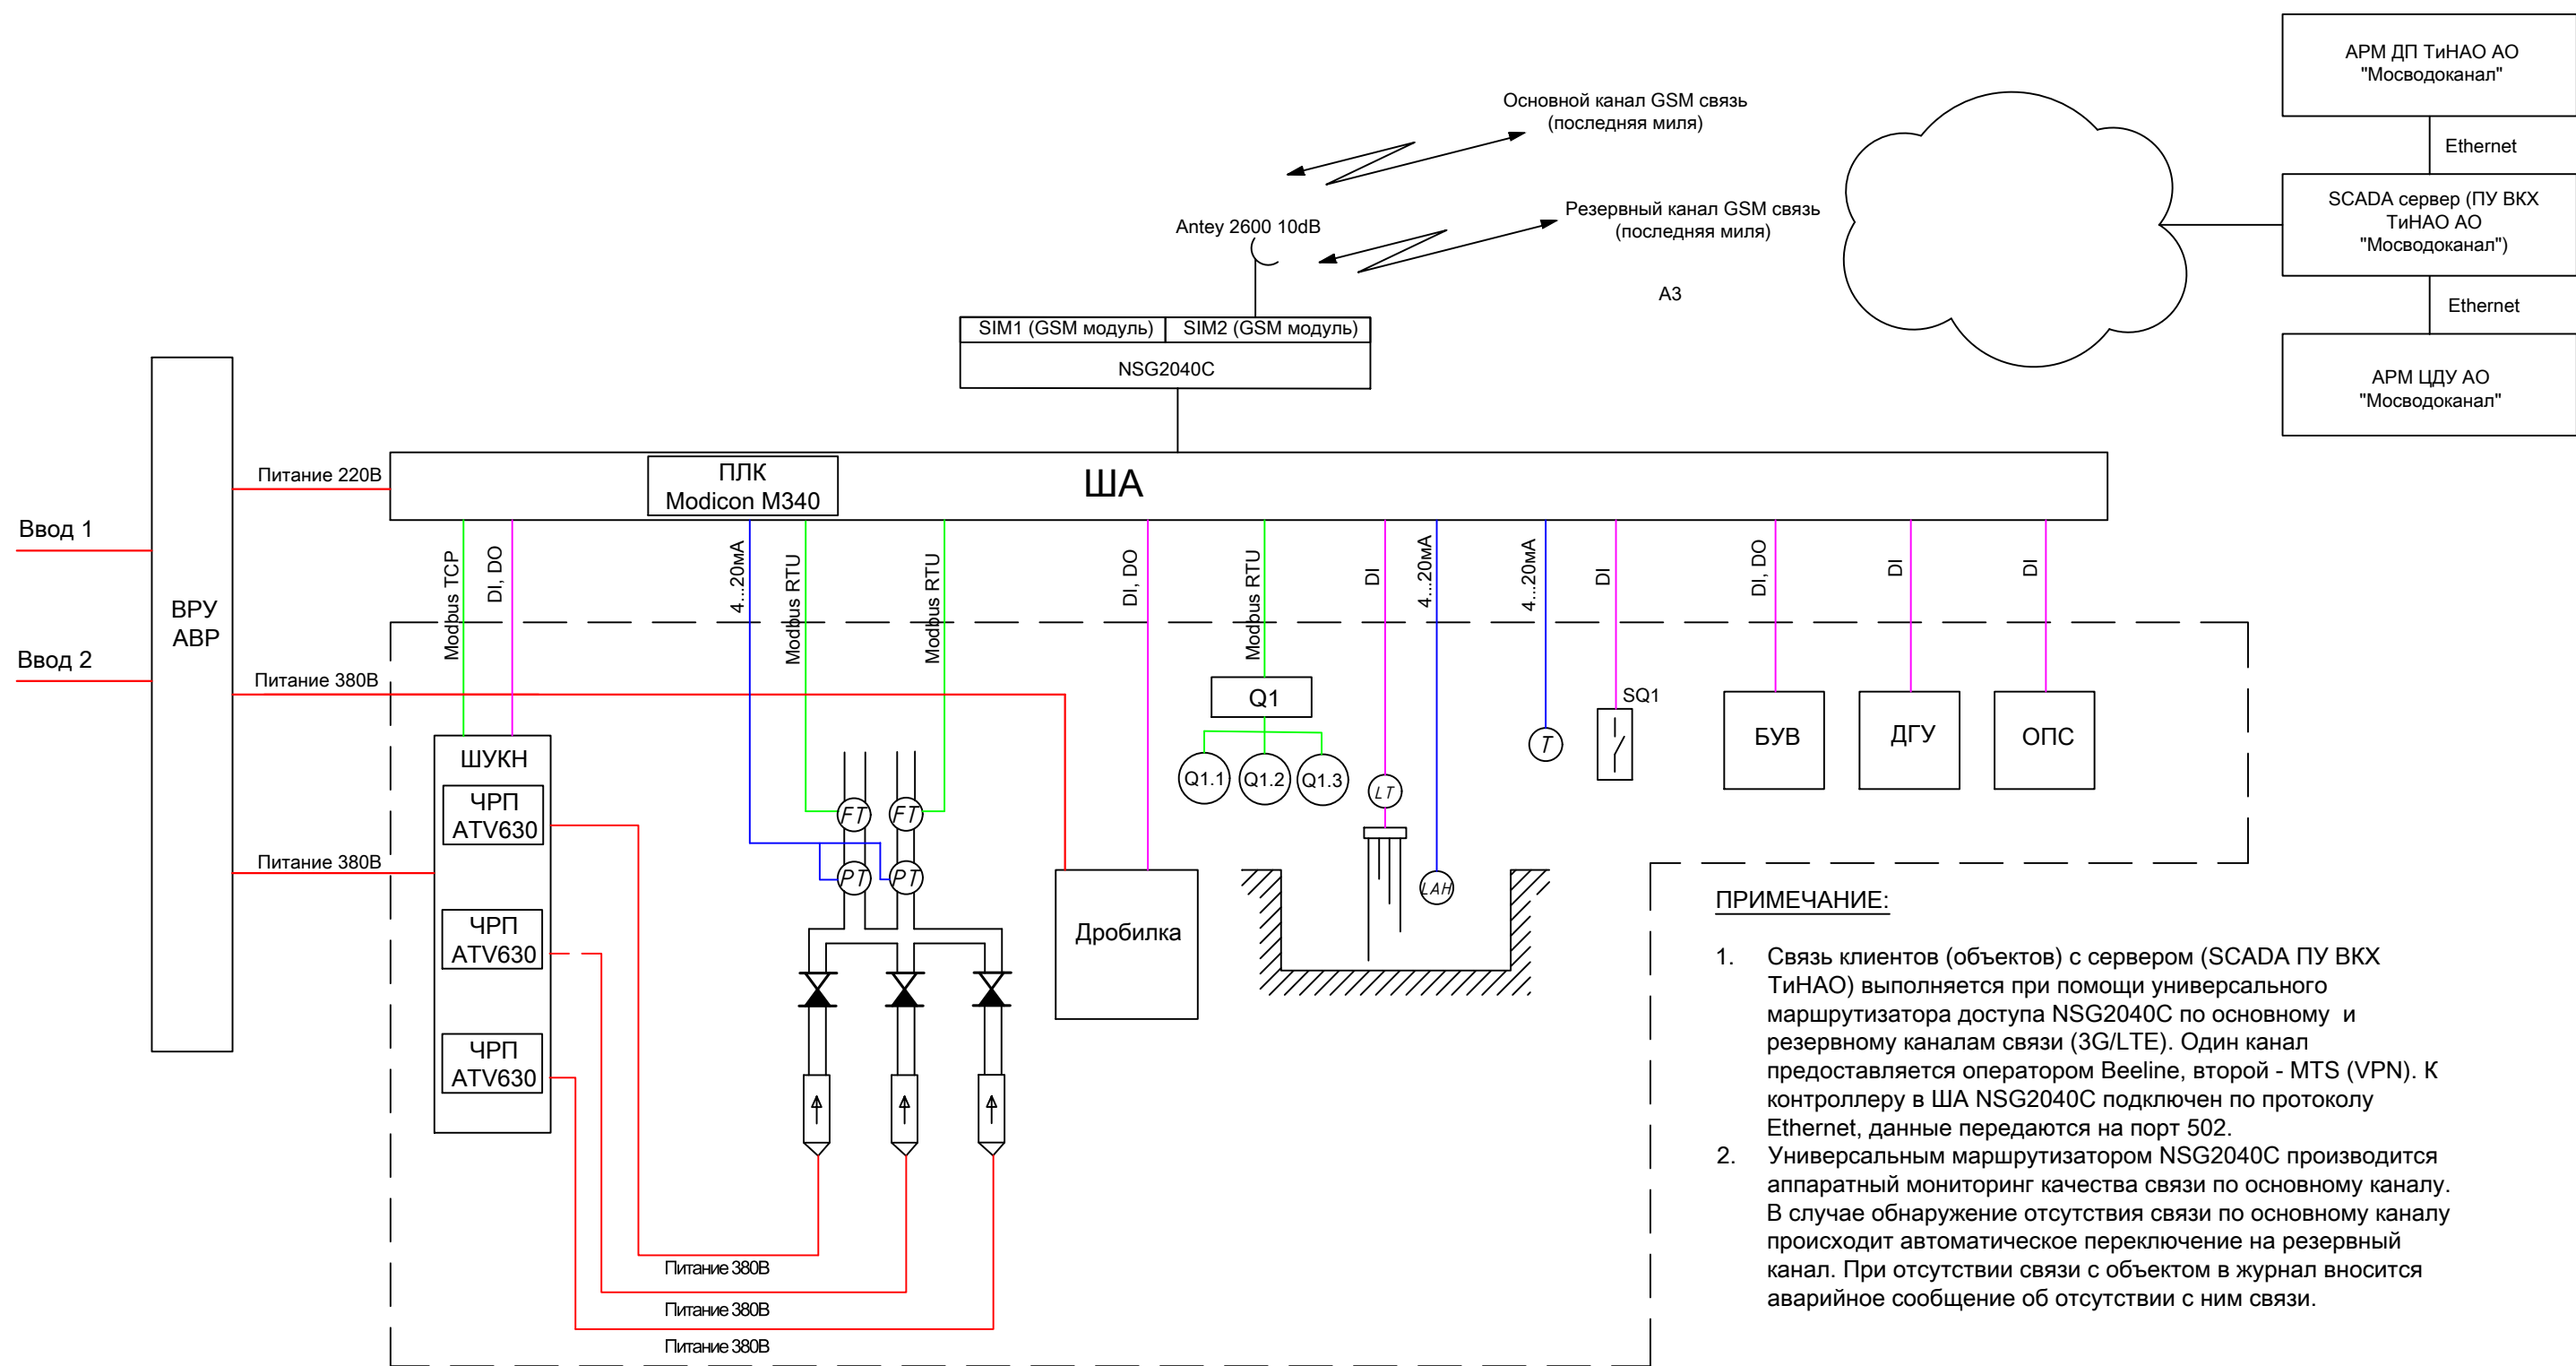 АРМ ДП ТиНАО АО
"Мосводоканал"
Ethernet
SCADA сервер (ПУ ВКХ
ТиНАО АО
"Мосводоканал")
Ethernet
АРМ ЦДУ АО
"Мосводоканал"
Основной канал GSM связь
(последняя миля)
Резервный канал GSM связь
(последняя миля)
Antey 2600 10dB
А3
SIM1 (GSM модуль)
SIM2 (GSM модуль)
NSG2040C
Ввод 1
Ввод 2
ВРУ
АВР
Питание 220В
Питание 380В
Питание 380В
ПЛК
Modicon M340
ША
Modbus TCP
DI, DO
4...20мА
Modbus RTU
Modbus RTU
DI, DO
Modbus RTU
DI
4...20мА
4...20мА
DI
DI, DO
DI
DI
ШУКН
ЧРП
ATV630
ЧРП
ATV630
ЧРП
ATV630
FT
FT
PT
PT
Дробилка
Q1
Q1.1
Q1.2
Q1.3
LT
LAH
T
SQ1
БУВ
ДГУ
ОПС
Питание 380В
Питание 380В
Питание 380В
ПРИМЕЧАНИЕ:
1. Связь клиентов (объектов) с сервером (SCADA ПУ ВКХ
ТиНАО) выполняется при помощи универсального
маршрутизатора доступа NSG2040C по основному и
резервному каналам связи (3G/LTE). Один канал
предоставляется оператором Beeline, второй - MTS (VPN). К
контроллеру в ША NSG2040C подключен по протоколу
Ethernet, данные передаются на порт 502.
2. Универсальным маршрутизатором NSG2040C производится
аппаратный мониторинг качества связи по основному каналу.
В случае обнаружение отсутствия связи по основному каналу
происходит автоматическое переключение на резервный
канал. При отсутствии связи с объектом в журнал вносится
аварийное сообщение об отсутствии с ним связи.